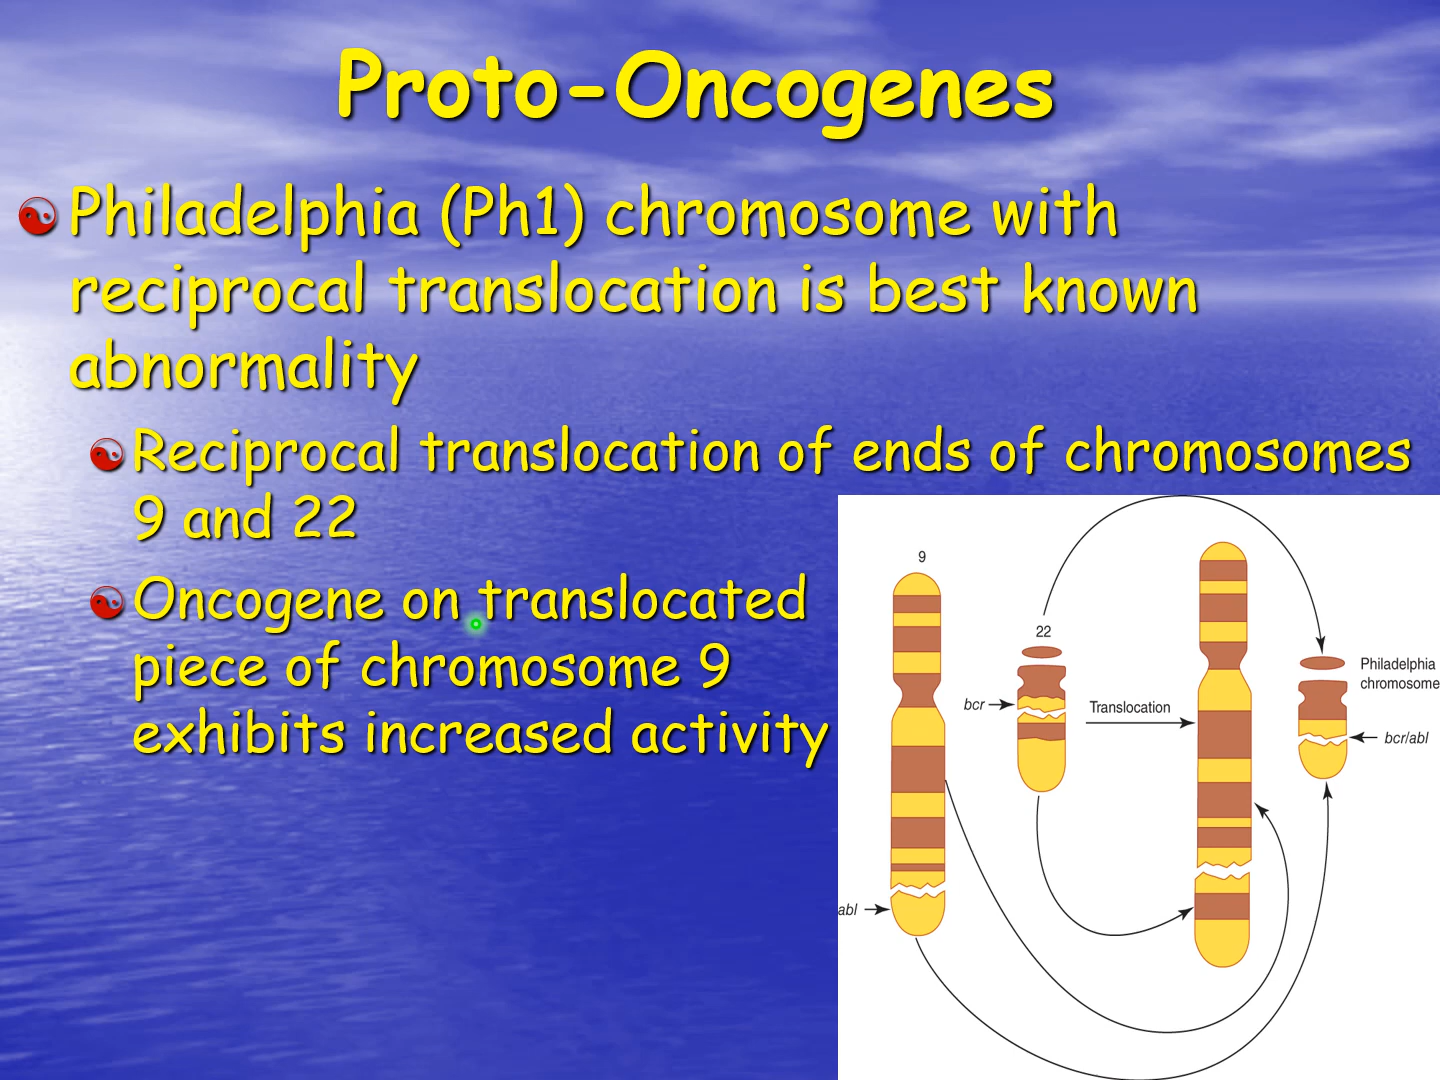 Proto-Oncogenes
Philadelphia (Ph1) chromosome with
reciprocal translocation is best known
abnormality
Reciprocal translocation of ends of chromosomes
9 and 22
Oncogene on translocated
piece of chromosome 9
exhibits increased activity
9
22
bcr
Translocation
Philadelphia
chromosome
bcr/abl
abl